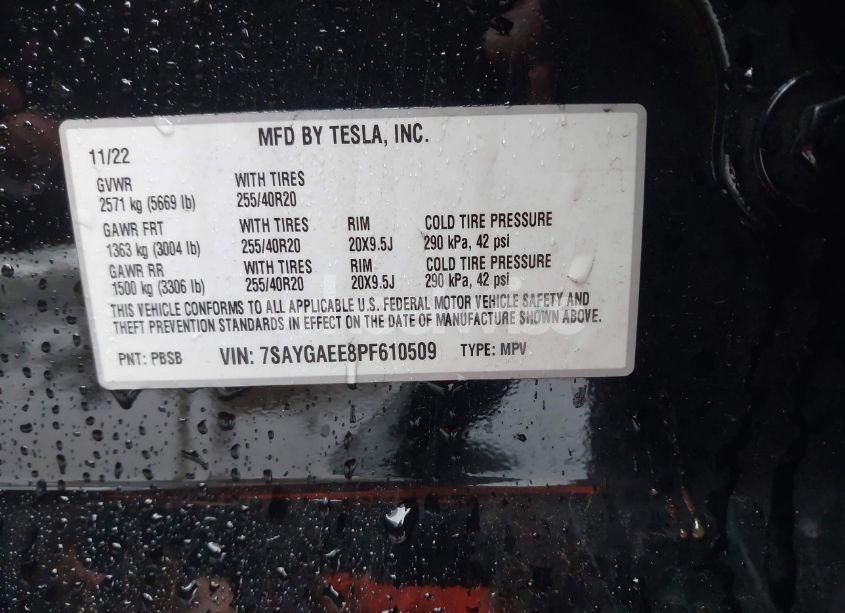 MFD BY TESLA, INC.
11/22
GVWR WITH TIRES
2571 kg (5669 lb) 255/40R20
GAWR FRT WITH TIRES RIM COLD TIRE PRESSURE
1363 kg (3004 lb) 255/40R20 20X9.5J 290 kPa, 42 psi
GAWR RR WITH TIRES RIM COLD TIRE PRESSURE
1500 kg (3306 lb) 255/40R20 20X9.5J 290 kPa, 42 psi
THIS VEHICLE CONFORMS TO ALL APPLICABLE U.S. FEDERAL MOTOR VEHICLE SAFETY AND
THEFT PREVENTION STANDARDS IN EFFECT ON THE DATE OF MANUFACTURE SHOWN ABOVE.
PNT: PBSB VIN: 7SAYGAEE8PF610509 TYPE: MPV